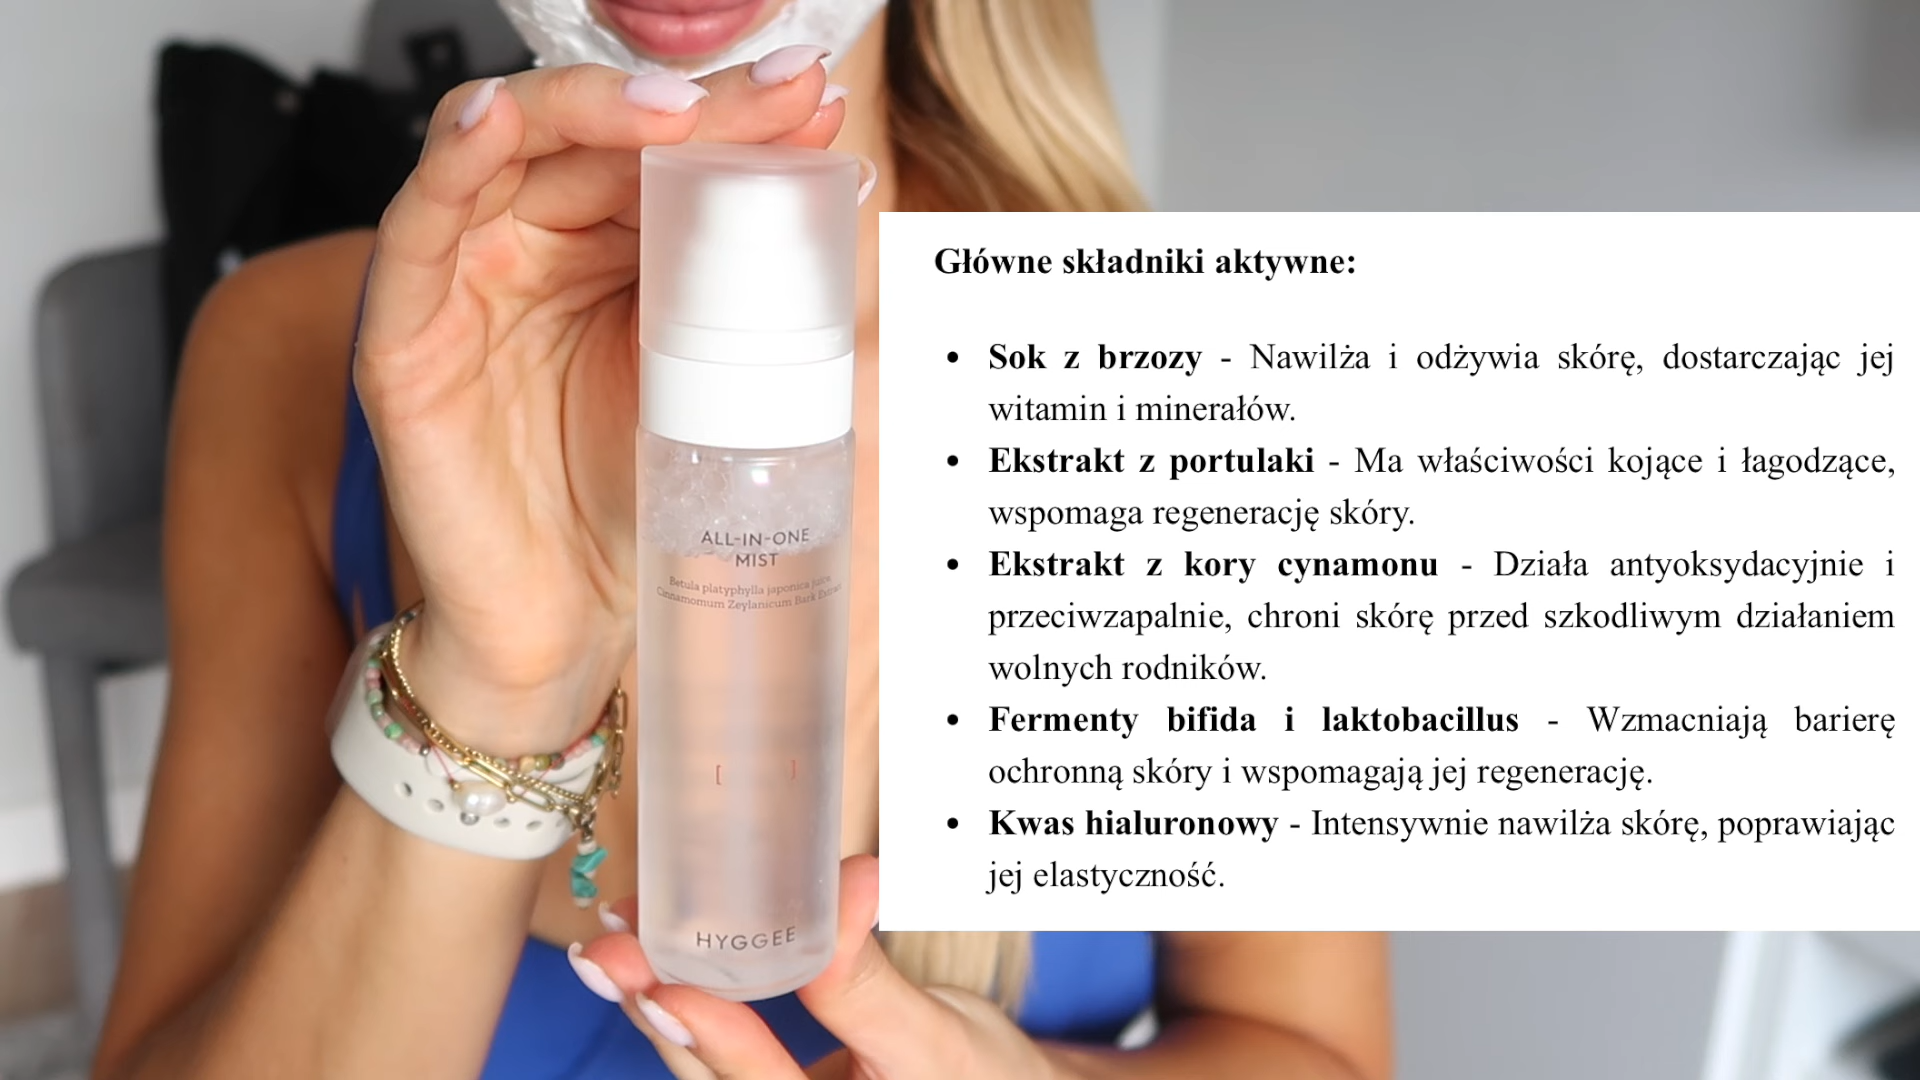 ALL-IN-ONE
MIST
Betula platyphylla japonica juice
Cinnamomum Zeylanicum Bark Extract
[ ]
HYGGEE
Główne składniki aktywne:
• Sok z brzozy - Nawilża i odżywia skórę, dostarczając jej
witamin i minerałów.
• Ekstrakt z portulaki - Ma właściwości kojące i łagodzące,
wspomaga regenerację skóry.
• Ekstrakt z kory cynamonu - Działa antyoksydacyjnie i
przeciwzapalnie, chroni skórę przed szkodliwym działaniem
wolnych rodników.
• Fermenty bifida i laktobacillus - Wzmacniają barierę
ochronną skóry i wspomagają jej regenerację.
• Kwas hialuronowy - Intensywnie nawilża skórę, poprawiając
jej elastyczność.